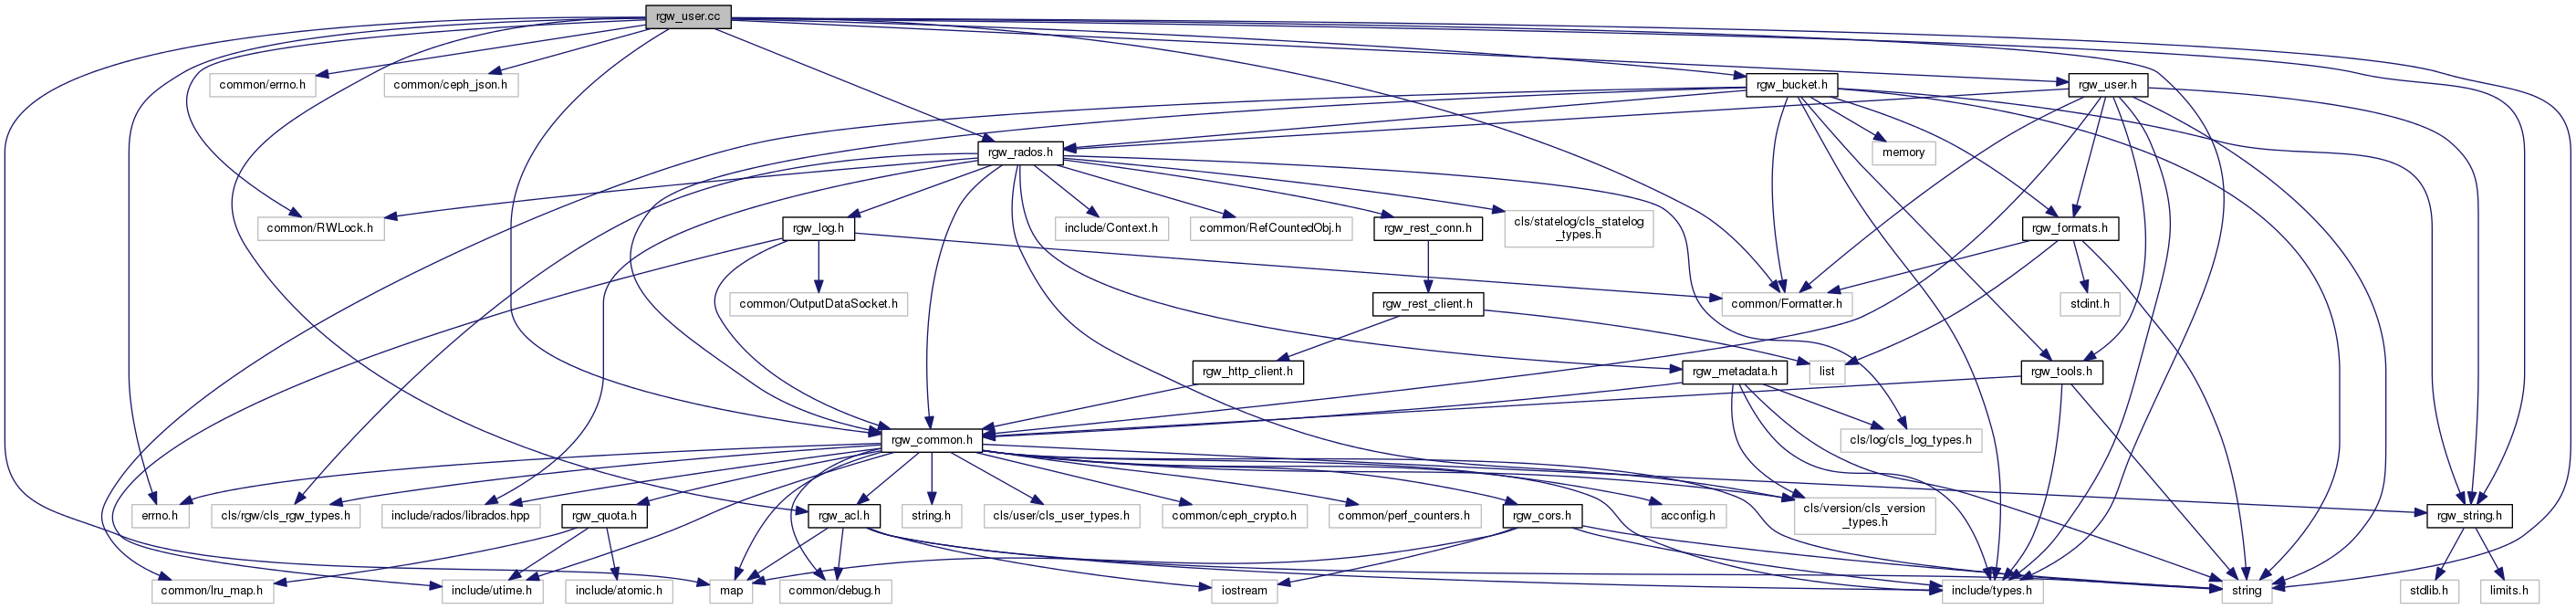 rgw_user.cc
common/errno.h
common/ceph_json.h
rgw_bucket.h
rgw_user.h
rgw_rados.h
memory
common/RWLock.h
rgw_log.h
include/Context.h
common/RefCountedObj.h
rgw_rest_conn.h
cls/statelog/cls_statelog
_types.h
rgw_formats.h
common/OutputDataSocket.h
rgw_rest_client.h
common/Formatter.h
stdint.h
rgw_http_client.h
rgw_metadata.h
list
rgw_tools.h
rgw_common.h
cls/log/cls_log_types.h
errno.h
cls/rgw/cls_rgw_types.h
include/rados/librados.hpp
rgw_quota.h
rgw_acl.h
string.h
cls/user/cls_user_types.h
common/ceph_crypto.h
common/perf_counters.h
rgw_cors.h
acconfig.h
cls/version/cls_version
_types.h
rgw_string.h
common/lru_map.h
include/utime.h
include/atomic.h
map
common/debug.h
iostream
include/types.h
string
stdlib.h
limits.h